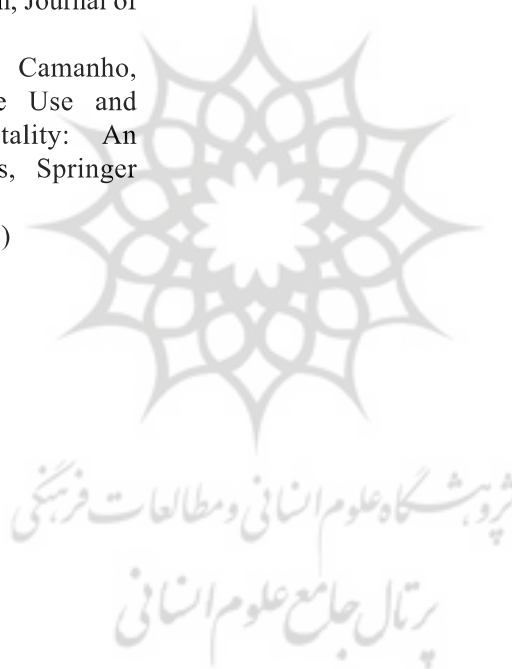 n, Journal of
Camanho,
e Use and
tality: An
s, Springer
)
پژوهشگاه علوم انسانی و مطالعات فرهنگی
پرتال جامع علوم انسانی